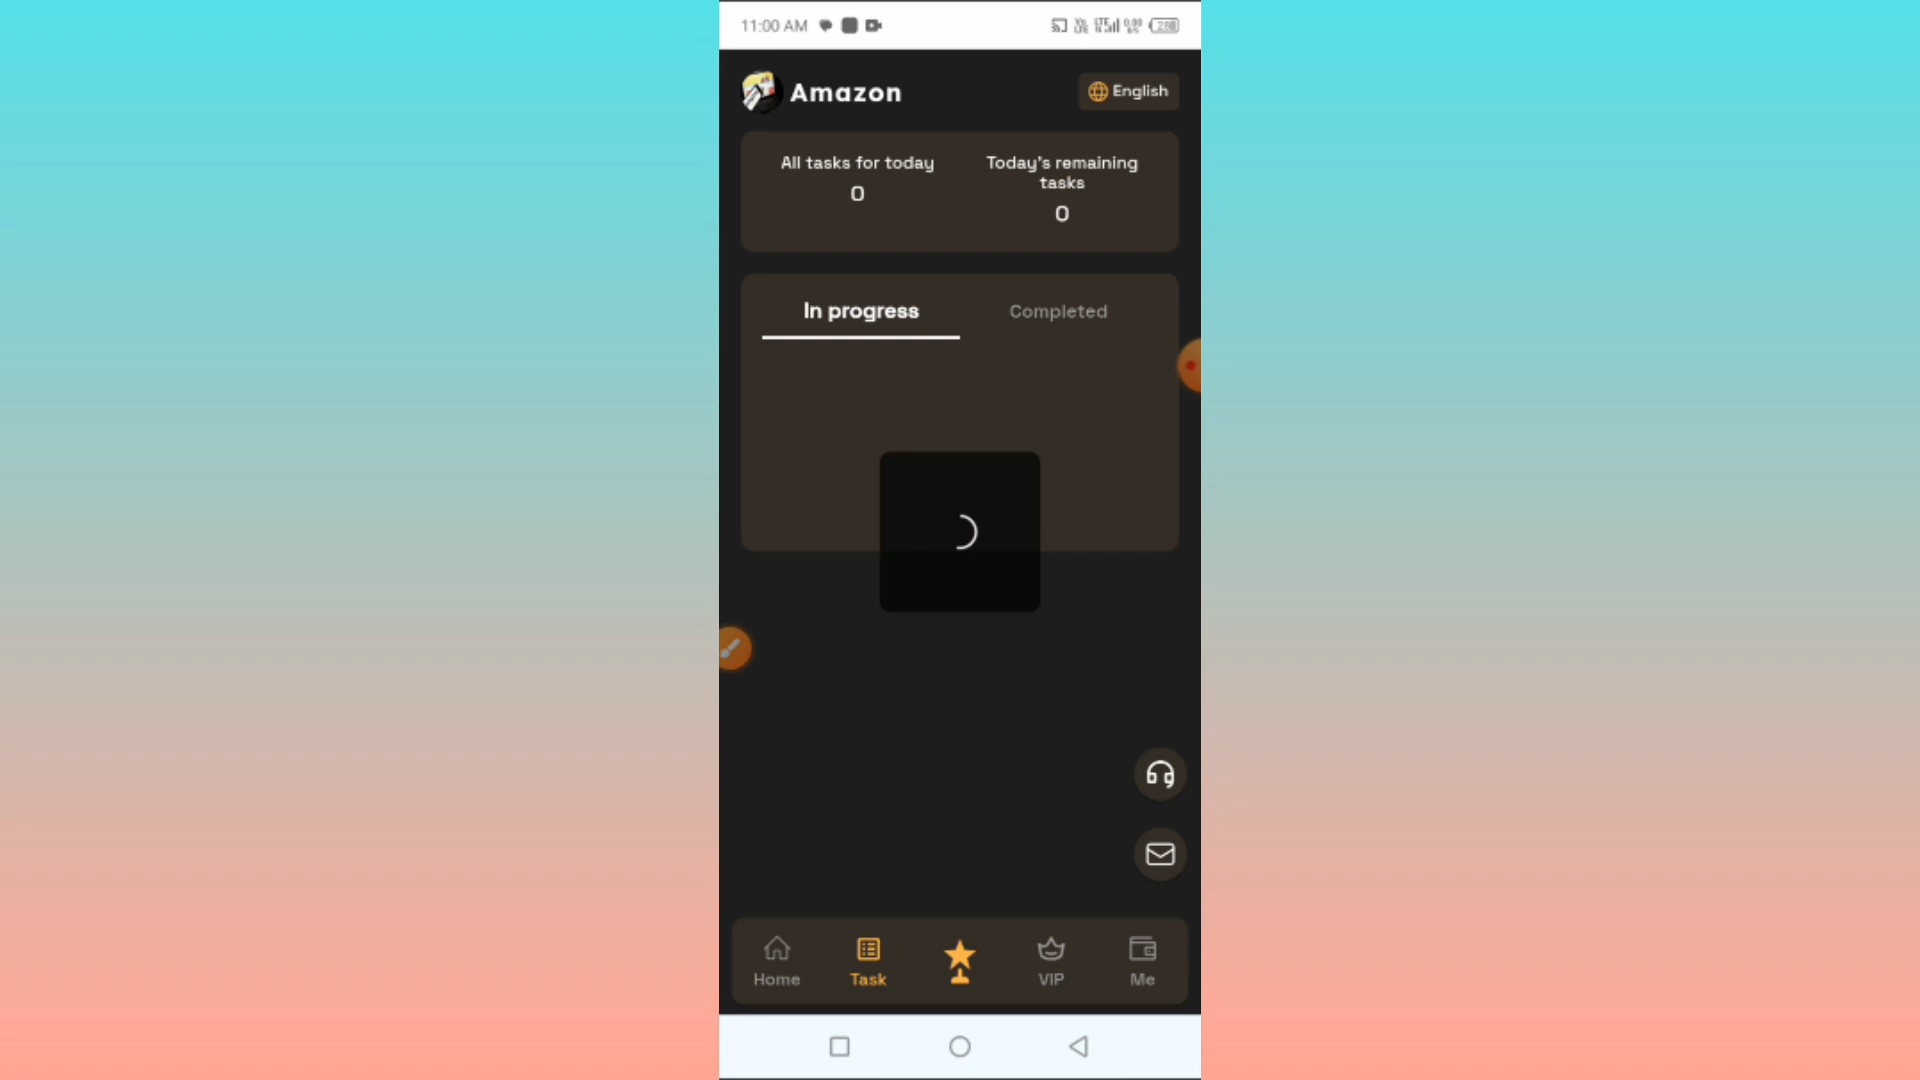 11:00 AM
Amazon
English
All tasks for today
0
Today's remaining
tasks
0
In progress
Completed
Home
Task
VIP
Me